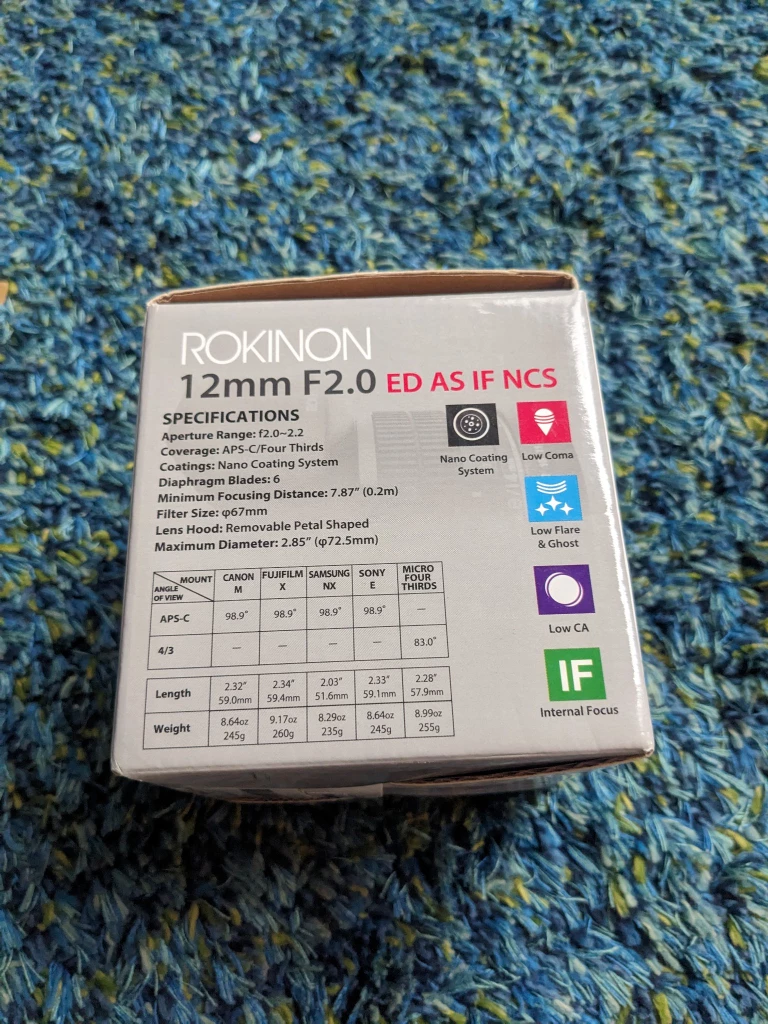 ROKINON
12mm F2.0 ED AS IF NCS
SPECIFICATIONS
Aperture Range: f2.0~2.2
Coverage: APS-C/Four Thirds
Coatings: Nano Coating System
Diaphragm Blades: 6
Minimum Focusing Distance: 7.87" (0.2m)
Filter Size: φ67mm
Lens Hood: Removable Petal Shaped
Maximum Diameter: 2.85" (φ72.5mm)
Nano Coating
System
Low Coma
Low Flare
& Ghost
Low CA
IF
Internal Focus
MOUNT
ANGLE
OF VIEW
CANON
M
FUJIFILM
X
SAMSUNG
NX
SONY
E
MICRO
FOUR
THIRDS
APS-C 98.9° 98.9° 98.9° 98.9° —
4/3 — — — — 83.0°
Length 2.32" 2.34" 2.03" 2.33" 2.28"
59.0mm 59.4mm 51.6mm 59.1mm 57.9mm
Weight 8.64oz 9.17oz 8.29oz 8.64oz 8.99oz
245g 260g 235g 245g 255g